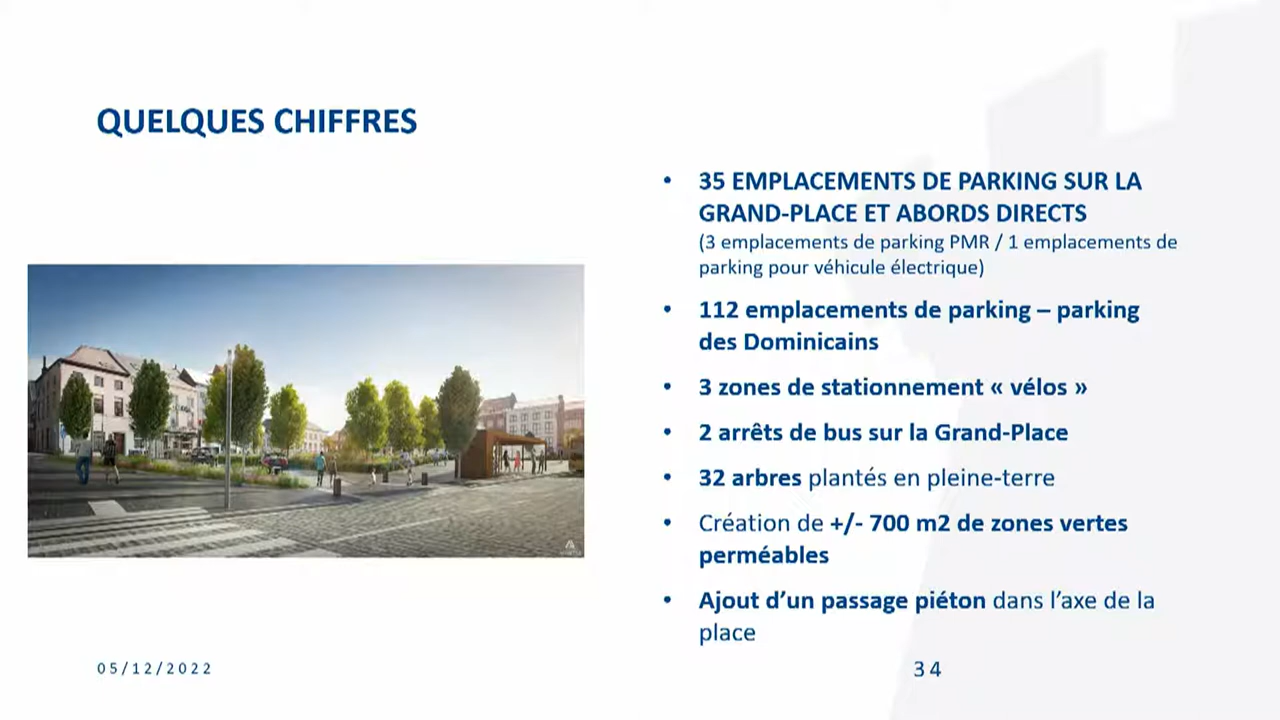 QUELQUES CHIFFRES
• 35 EMPLACEMENTS DE PARKING SUR LA
GRAND-PLACE ET ABORDS DIRECTS
(3 emplacements de parking PMR / 1 emplacements de
parking pour véhicule électrique)
• 112 emplacements de parking – parking
des Dominicains
• 3 zones de stationnement « vélos »
• 2 arrêts de bus sur la Grand-Place
• 32 arbres plantés en pleine-terre
• Création de +/- 700 m2 de zones vertes
perméables
• Ajout d’un passage piéton dans l’axe de la
place
05/12/2022
34